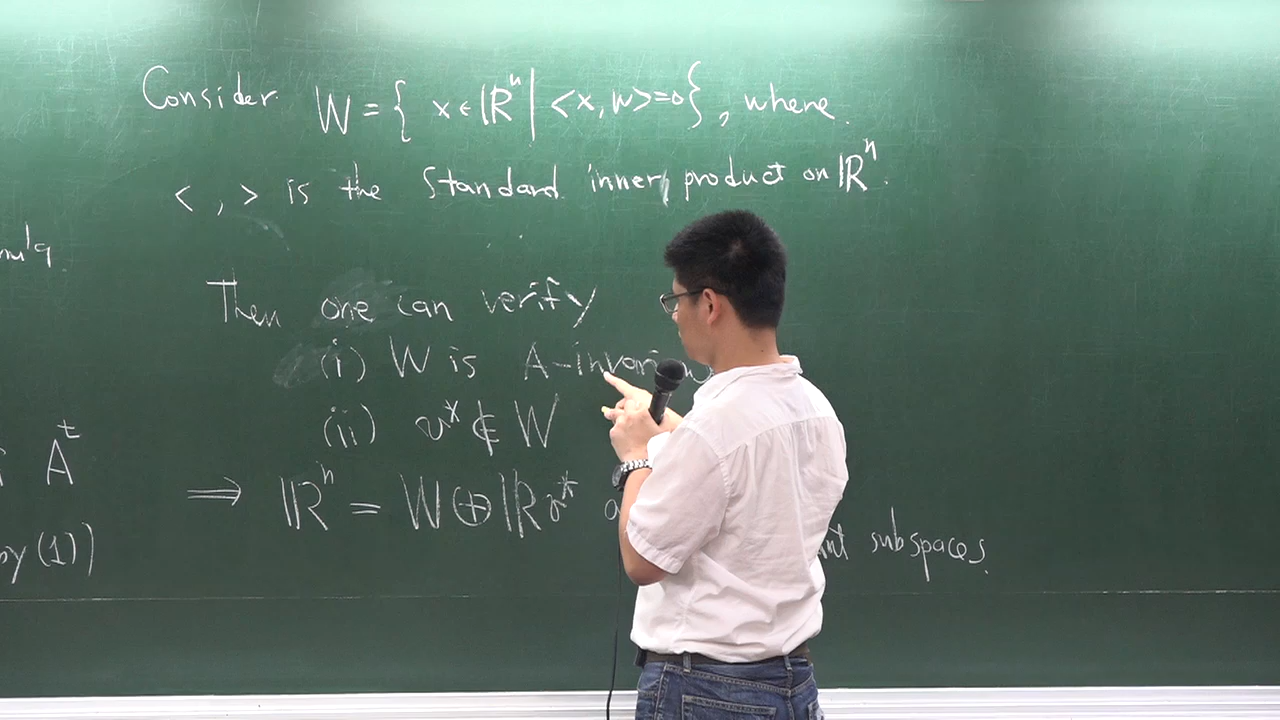 Consider W = { x ∈ ℝⁿ | <x, w> = 0 }, where
< , > is the standard inner product on ℝⁿ.
Then one can verify
(i) W is A-invari
(ii) v* ∉ W
⟹ ℝⁿ = W ⊕ ℝv* subspaces.
Aᵗ
by (1))